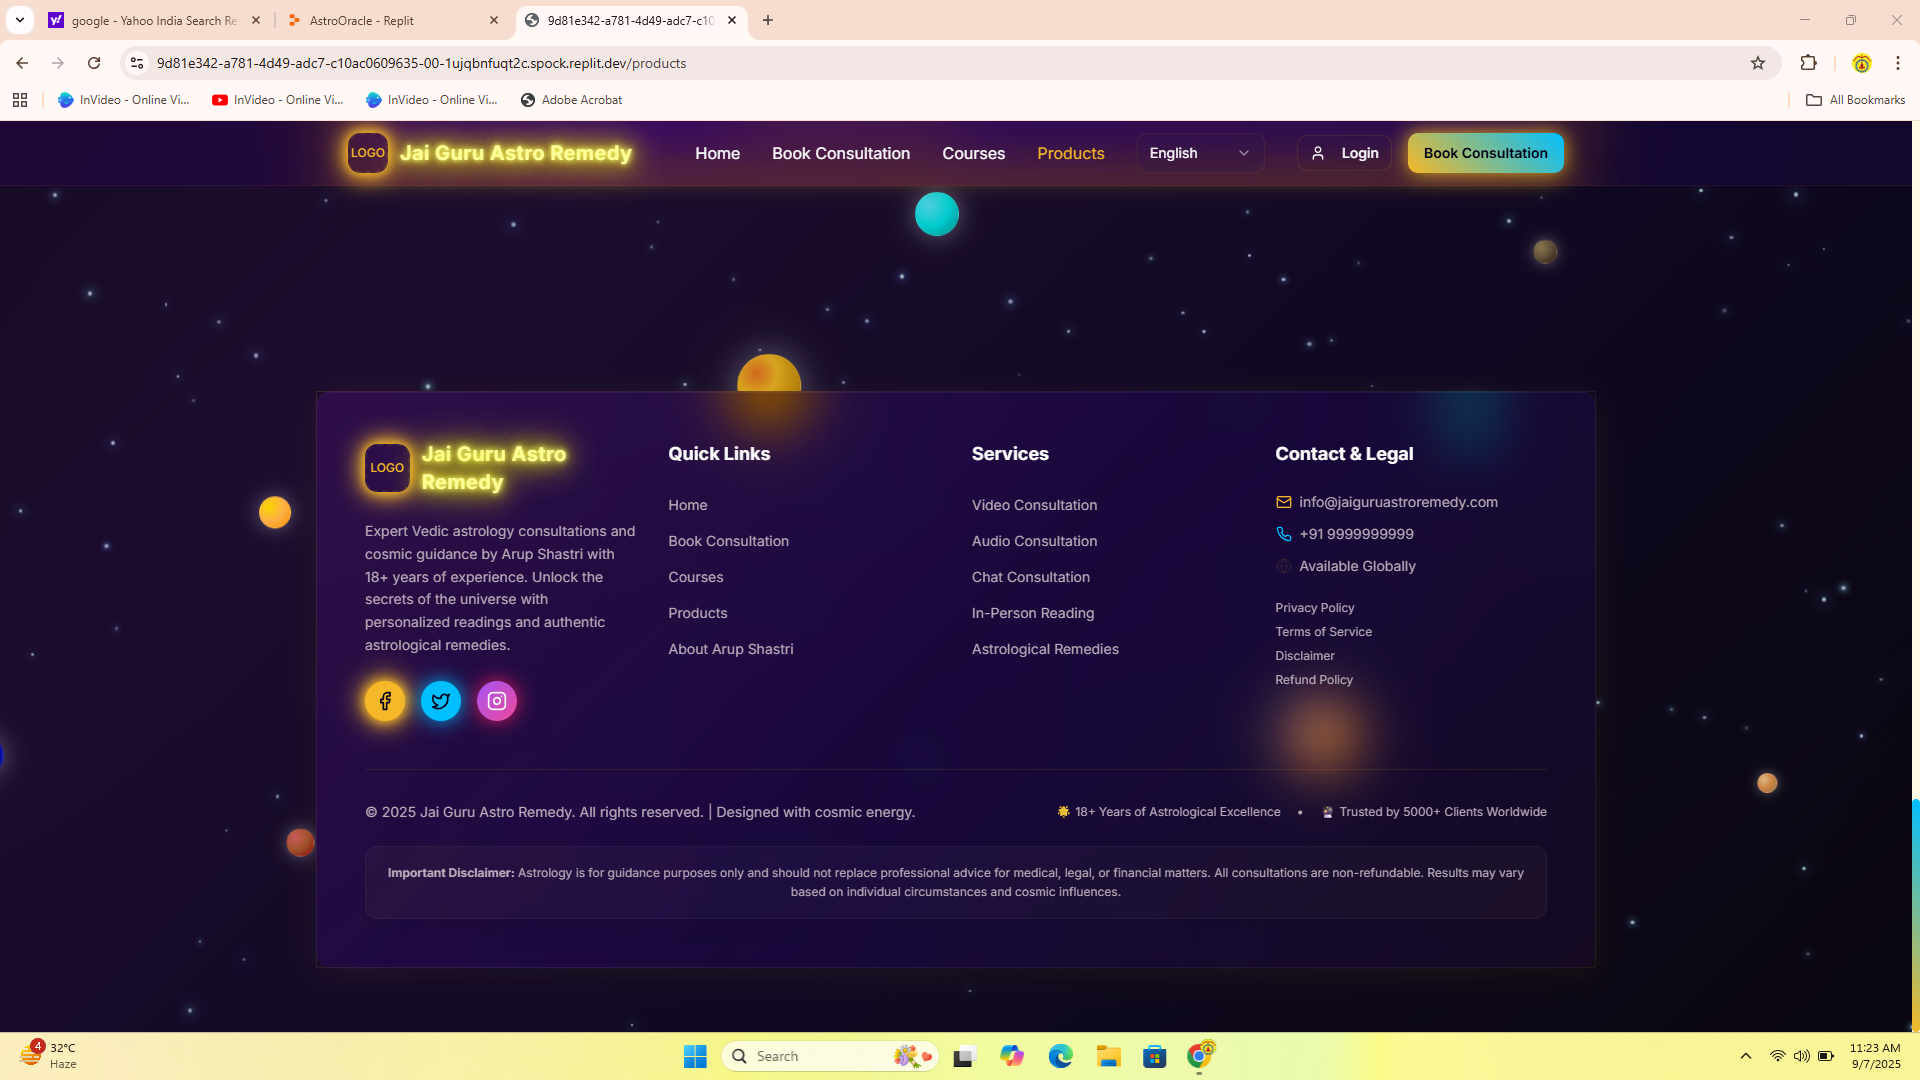 google - Yahoo India Search Re
AstroOracle - Replit
9d81e342-a781-4d49-adc7-c10
9d81e342-a781-4d49-adc7-c10ac0609635-00-1ujqbnfuqt2c.spock.replit.dev/products
InVideo - Online Vi...
InVideo - Online Vi...
InVideo - Online Vi...
Adobe Acrobat
All Bookmarks
LOGO
Jai Guru Astro Remedy
Home
Book Consultation
Courses
Products
English
Login
Book Consultation
LOGO
Jai Guru Astro
Remedy
Expert Vedic astrology consultations and
cosmic guidance by Arup Shastri with
18+ years of experience. Unlock the
secrets of the universe with
personalized readings and authentic
astrological remedies.
Quick Links
Home
Book Consultation
Courses
Products
About Arup Shastri
Services
Video Consultation
Audio Consultation
Chat Consultation
In-Person Reading
Astrological Remedies
Contact & Legal
info@jaiguruastroremedy.com
+91 9999999999
Available Globally
Privacy Policy
Terms of Service
Disclaimer
Refund Policy
© 2025 Jai Guru Astro Remedy. All rights reserved. | Designed with cosmic energy.
18+ Years of Astrological Excellence • Trusted by 5000+ Clients Worldwide
Important Disclaimer: Astrology is for guidance purposes only and should not replace professional advice for medical, legal, or financial matters. All consultations are non-refundable. Results may vary
based on individual circumstances and cosmic influences.
4
32°C
Haze
Search
11:23 AM
9/7/2025